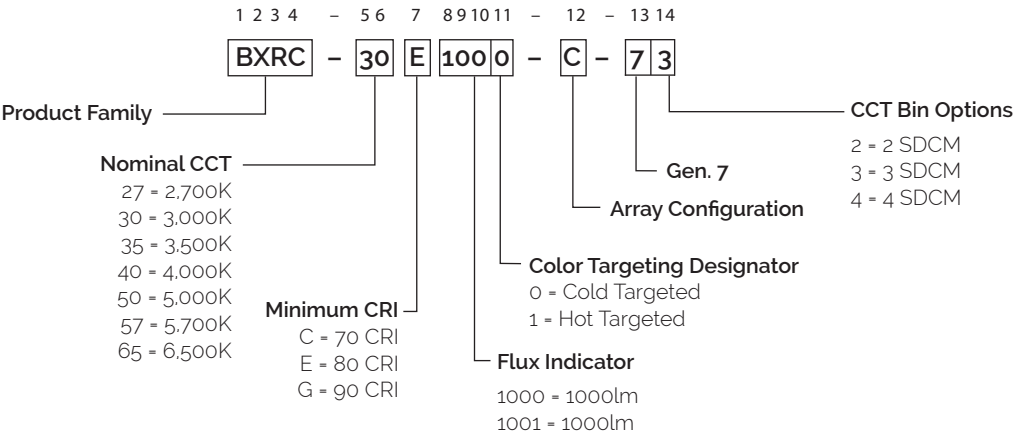 1 2 3 4 – 5 6 7 8 9 10 11 – 12 – 13 14
BXRC – 30 E 100 0 – C – 7 3
Product Family
CCT Bin Options
2 = 2 SDCM
3 = 3 SDCM
4 = 4 SDCM
Nominal CCT
27 = 2,700K
30 = 3,000K
35 = 3,500K
40 = 4,000K
50 = 5,000K
57 = 5,700K
65 = 6,500K
Gen. 7
Array Configuration
Color Targeting Designator
0 = Cold Targeted
1 = Hot Targeted
Minimum CRI
C = 70 CRI
E = 80 CRI
G = 90 CRI
Flux Indicator
1000 = 1000lm
1001 = 1000lm